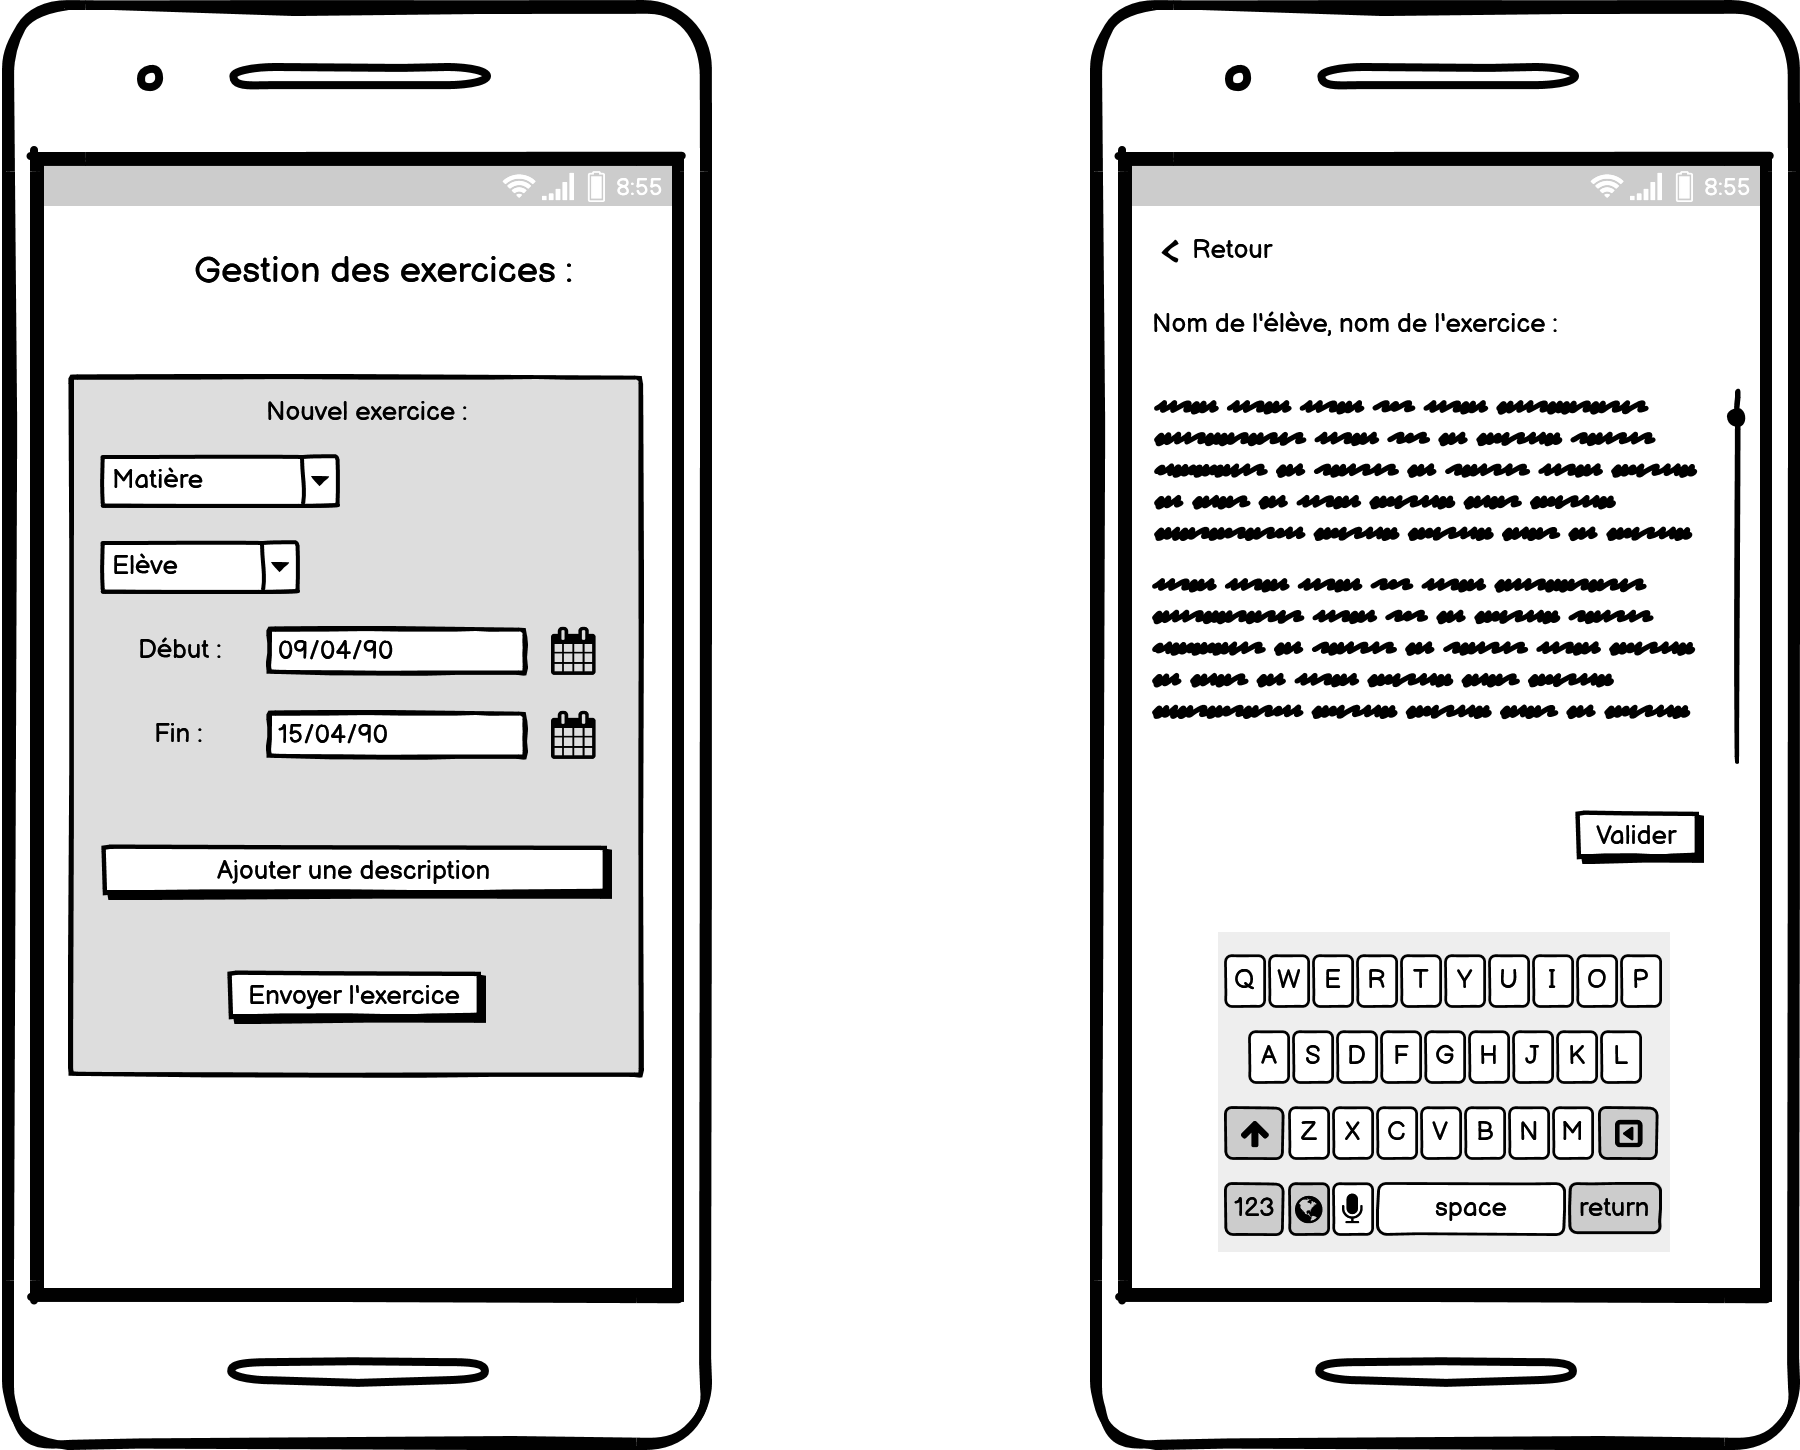 8:55
Gestion des exercices :
Nouvel exercice :
Matière
Elève
Début :
09/04/90
Fin :
15/04/90
Ajouter une description
Envoyer l'exercice
8:55
Retour
Nom de l'élève, nom de l'exercice :
Valider
Q W E R T Y U I O P
A S D F G H J K L
Z X C V B N M
123 space return